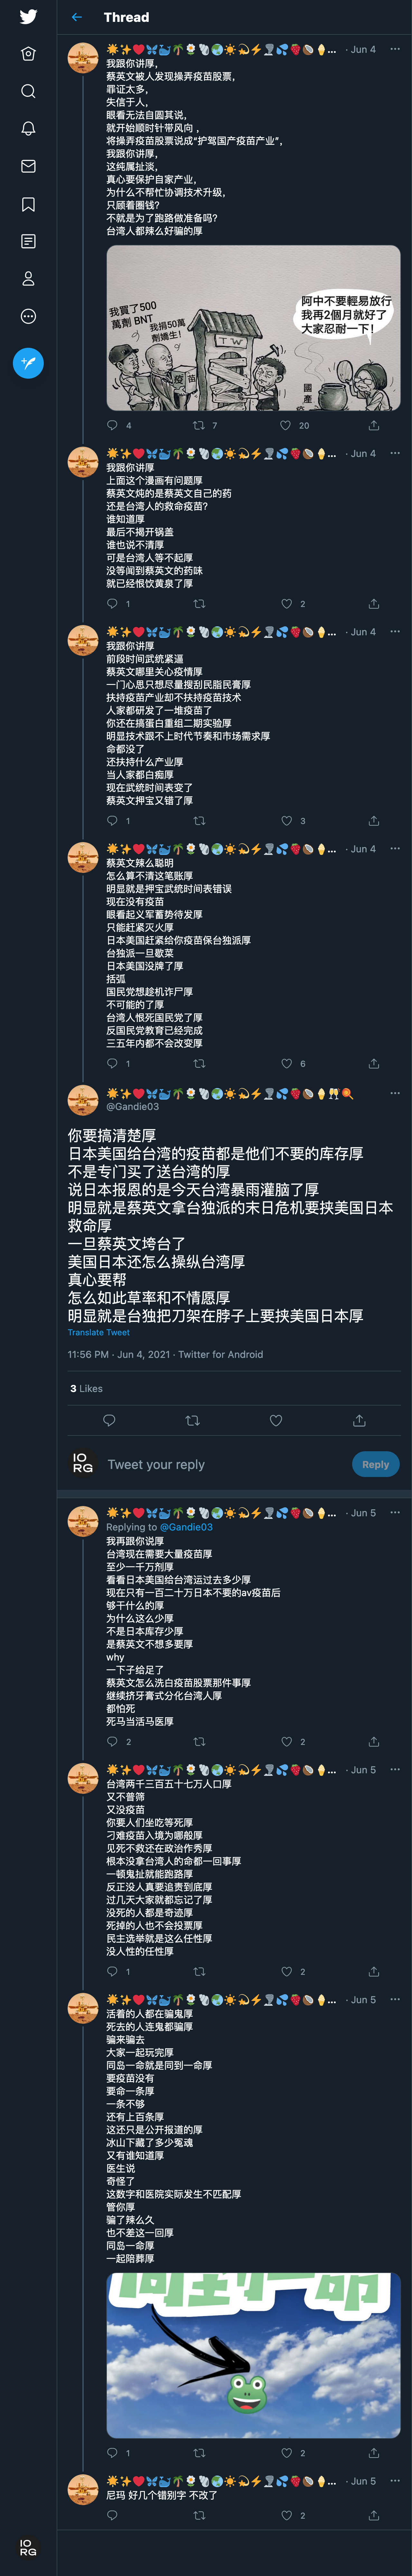 Thread
· Jun 4
我跟你讲厚，
蔡英文被人发现操弄疫苗股票，
罪证太多，
失信于人，
眼看无法自圆其说，
就开始顺时针带风向，
将操弄疫苗股票说成“护驾国产疫苗产业”，
我跟你讲厚，
这纯属扯淡，
真心要保护自家产业，
为什么不帮忙协调技术升级，
只顾着圈钱？
不就是为了跑路做准备吗？
台湾人都辣么好骗的厚
我買了500
萬劑 BNT
我捐50萬
劑嬌生！
疫苗
TW
阿中不要輕易放行
我再2個月就好了
大家忍耐一下！
國產
4
7
20
· Jun 4
我跟你讲厚
上面这个漫画有问题厚
蔡英文炖的是蔡英文自己的药
还是台湾人的救命疫苗？
谁知道厚
最后不揭开锅盖
谁也说不清厚
可是台湾人等不起厚
没等闻到蔡英文的药味
就已经恨饮黄泉了厚
1
2
· Jun 4
我跟你讲厚
前段时间武统紧逼
蔡英文哪里关心疫情厚
一门心思只想尽量搜刮民脂民膏厚
扶持疫苗产业却不扶持疫苗技术
人家都研发了一堆疫苗了
你还在搞蛋白重组二期实验厚
明显技术跟不上时代节奏和市场需求厚
命都没了
还扶持什么产业厚
当人家都白痴厚
现在武统时间表变了
蔡英文押宝又错了厚
1
3
· Jun 4
蔡英文辣么聪明
怎么算不清这笔账厚
明显就是押宝武统时间表错误
现在没有疫苗
眼看起义军蓄势待发厚
只能赶紧灭火厚
日本美国赶紧给你疫苗保台独派厚
台独派一旦歇菜
日本美国没牌了厚
括弧
国民党想趁机诈尸厚
不可能的了厚
台湾人恨死国民党了厚
反国民党教育已经完成
三五年内都不会改变厚
1
6
@Gandie03
你要搞清楚厚
日本美国给台湾的疫苗都是他们不要的库存厚
不是专门买了送台湾的厚
说日本报恩的是今天台湾暴雨灌脑了厚
明显就是蔡英文拿台独派的末日危机要挟美国日本
救命厚
一旦蔡英文垮台了
美国日本还怎么操纵台湾厚
真心要帮
怎么如此草率和不情愿厚
明显就是台独把刀架在脖子上要挟美国日本厚
Translate Tweet
11:56 PM · Jun 4, 2021 · Twitter for Android
3 Likes
IO
RG
Tweet your reply
Reply
· Jun 5
Replying to @Gandie03
我再跟你说厚
台湾现在需要大量疫苗厚
至少一千万剂厚
看看日本美国给台湾运过去多少厚
现在只有一百二十万日本不要的av疫苗后
够干什么的厚
为什么这么少厚
不是日本库存少厚
是蔡英文不想多要厚
why
一下子给足了
蔡英文怎么洗白疫苗股票那件事厚
继续挤牙膏式分化台湾人厚
都怕死
死马当活马医厚
2
2
· Jun 5
台湾两千三百五十七万人口厚
又不普筛
又没疫苗
你要人们坐吃等死厚
刁难疫苗入境为哪般厚
见死不救还在政治作秀厚
根本没拿台湾人的命都一回事厚
一顿鬼扯就能跑路厚
反正没人真要追责到底厚
过几天大家就都忘记了厚
没死的人都是奇迹厚
死掉的人也不会投票厚
民主选举就是这么任性厚
没人性的任性厚
1
2
· Jun 5
活着的人都在骗鬼厚
死去的人连鬼都骗厚
骗来骗去
大家一起玩完厚
同岛一命就是同到一命厚
要疫苗没有
要命一条厚
一条不够
还有上百条厚
这还只是公开报道的厚
冰山下藏了多少冤魂
又有谁知道厚
医生说
奇怪了
这数字和医院实际发生不匹配厚
管你厚
骗了辣么久
也不差这一回厚
同岛一命厚
一起陪葬厚
同到一命
1
2
· Jun 5
尼玛 好几个错别字 不改了
2
IO
RG